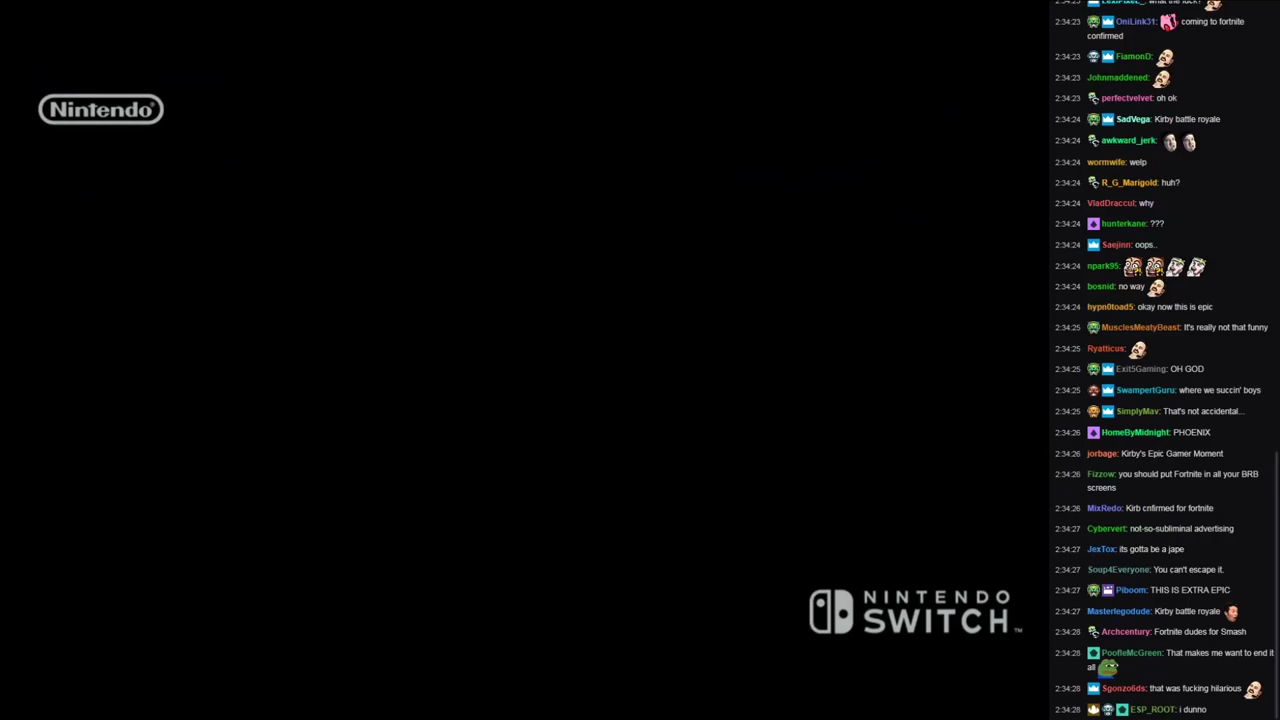 Nintendo®
NINTENDO
SWITCH™
2:34:23 OniLink31: coming to fortnite
confirmed
2:34:23 FiamonD:
2:34:23 Johnmaddened:
2:34:23 perfectvelvet: oh ok
2:34:24 SadVega: Kirby battle royale
2:34:24 awkward_jerk:
2:34:24 wormwife: welp
2:34:24 R_G_Marigold: huh?
2:34:24 VladDraccul: why
2:34:24 hunterkane: ???
2:34:24 Saejinn: oops..
2:34:24 npark95:
2:34:24 bosnid: no way
2:34:24 hypn0toad5: okay now this is epic
2:34:25 MusclesMeatyBeast: It's really not that funny
2:34:25 Ryatticus:
2:34:25 Exit5Gaming: OH GOD
2:34:25 SwampertGuru: where we succin' boys
2:34:25 SimplyMav: That's not accidental...
2:34:26 HomeByMidnight: PHOENIX
2:34:26 jorbage: Kirby's Epic Gamer Moment
2:34:26 Fizzow: you should put Fortnite in all your BRB
screens
2:34:26 MixRedo: Kirb cnfirmed for fortnite
2:34:27 Cybervert: not-so-subliminal advertising
2:34:27 JexTox: its gotta be a jape
2:34:27 Soup4Everyone: You can't escape it.
2:34:27 Piboom: THIS IS EXTRA EPIC
2:34:27 Masterlegodude: Kirby battle royale
2:34:28 Archcentury: Fortnite dudes for Smash
2:34:28 PoofleMcGreen: That makes me want to end it
all
2:34:28 Sgonzo6ds: that was fucking hilarious
2:34:28 ESP_ROOT: i dunno